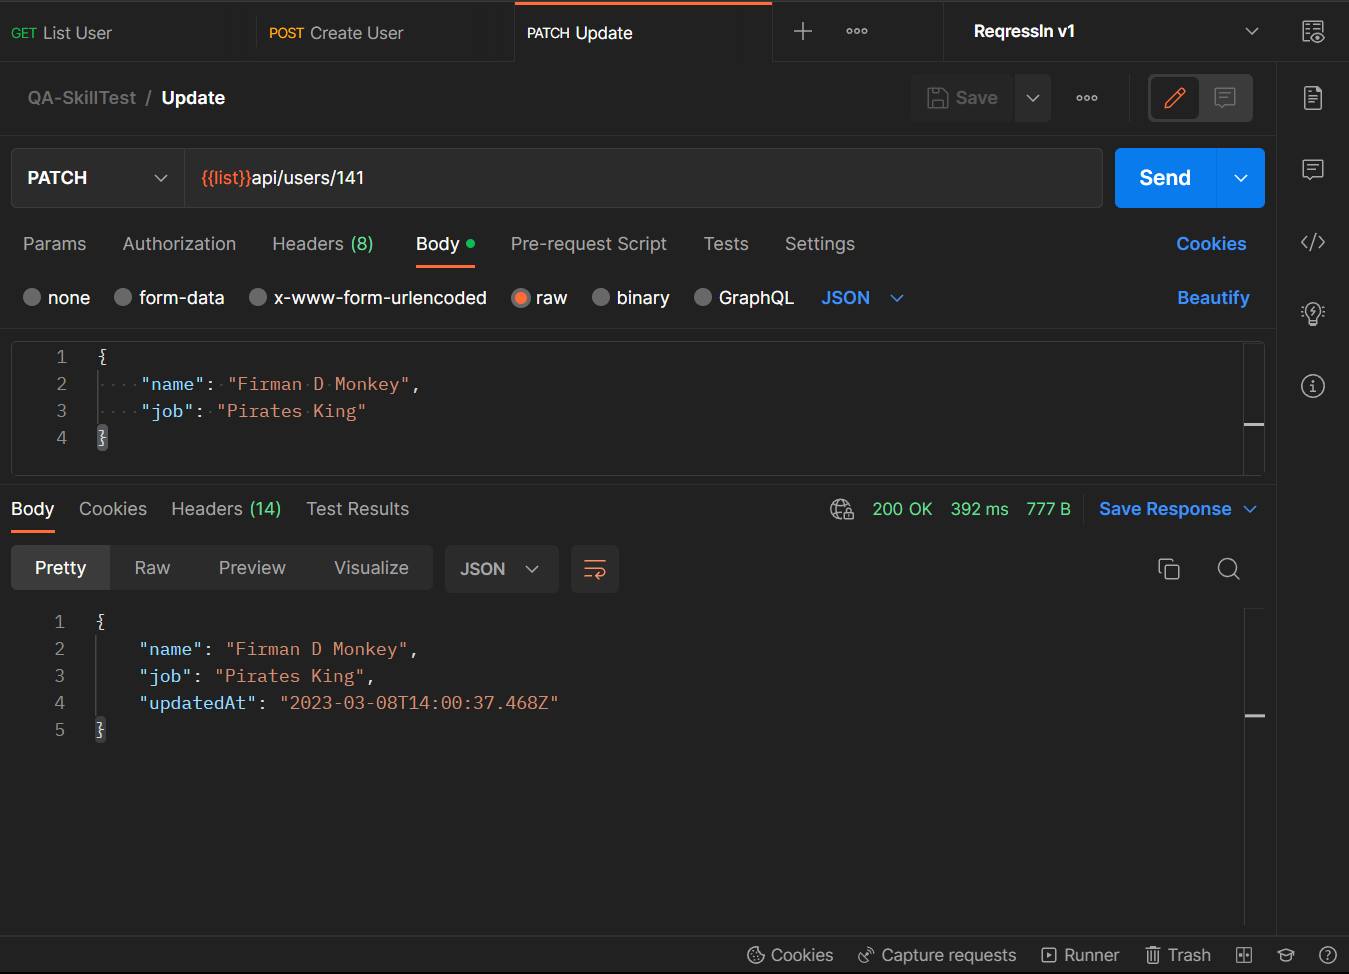 GET List User POST Create User PATCH Update ReqressIn v1
QA-SkillTest / Update Save
PATCH {{list}}api/users/141 Send
Params Authorization Headers (8) Body Pre-request Script Tests Settings Cookies
none form-data x-www-form-urlencoded raw binary GraphQL JSON Beautify
1 {
2 "name": "Firman D Monkey",
3 "job": "Pirates King"
4 }
Body Cookies Headers (14) Test Results 200 OK 392 ms 777 B Save Response
Pretty Raw Preview Visualize JSON
1 {
2 "name": "Firman D Monkey",
3 "job": "Pirates King",
4 "updatedAt": "2023-03-08T14:00:37.468Z"
5 }
Cookies Capture requests Runner Trash